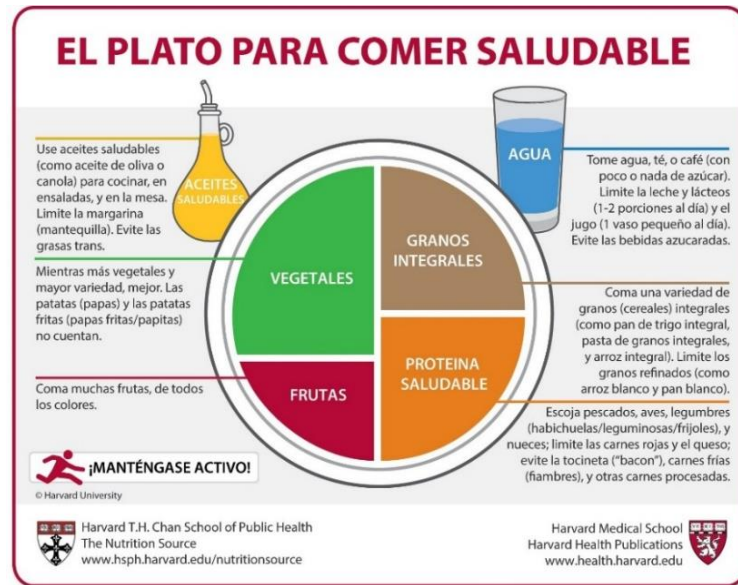 EL PLATO PARA COMER SALUDABLE
Use aceites saludables
(como aceite de oliva o
canola) para cocinar, en
ensaladas, y en la mesa.
Limite la margarina
(mantequilla). Evite las
grasas trans.
ACEITES
SALUDABLES
AGUA
Tome agua, té, o café (con
poco o nada de azúcar).
Limite la leche y lácteos
(1-2 porciones al día) y el
jugo (1 vaso pequeño al día).
Evite las bebidas azucaradas.
Mientras más vegetales y
mayor variedad, mejor. Las
patatas (papas) y las patatas
fritas (papas fritas/papitas)
no cuentan.
VEGETALES
GRANOS
INTEGRALES
Coma una variedad de
granos (cereales) integrales
(como pan de trigo integral,
pasta de granos integrales,
y arroz integral). Limite los
granos refinados (como
arroz blanco y pan blanco).
Coma muchas frutas, de todos
los colores.
FRUTAS
PROTEINA
SALUDABLE
Escoja pescados, aves, legumbres
(habichuelas/leguminosas/frijoles), y
nueces; limite las carnes rojas y el queso;
evite la tocineta ("bacon"), carnes frías
(fiambres), y otras carnes procesadas.
¡MANTÉNGASE ACTIVO!
© Harvard University
Harvard T.H. Chan School of Public Health
The Nutrition Source
www.hsph.harvard.edu/nutritionsource
Harvard Medical School
Harvard Health Publications
www.health.harvard.edu